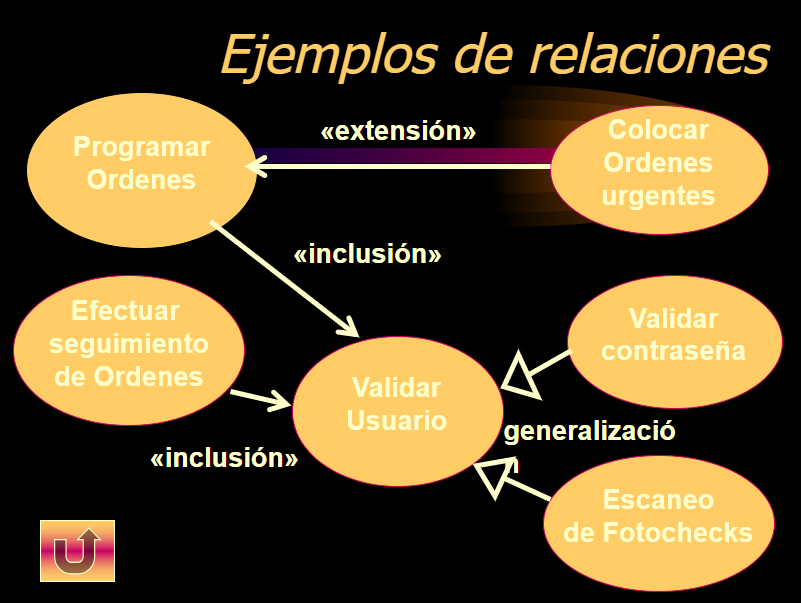 Ejemplos de relaciones
Programar
Ordenes
«extensión»
Colocar
Ordenes
urgentes
«inclusión»
Efectuar
seguimiento
de Ordenes
Validar
contraseña
Validar
Usuario
«inclusión»
generalizació
n
Escaneo
de Fotochecks